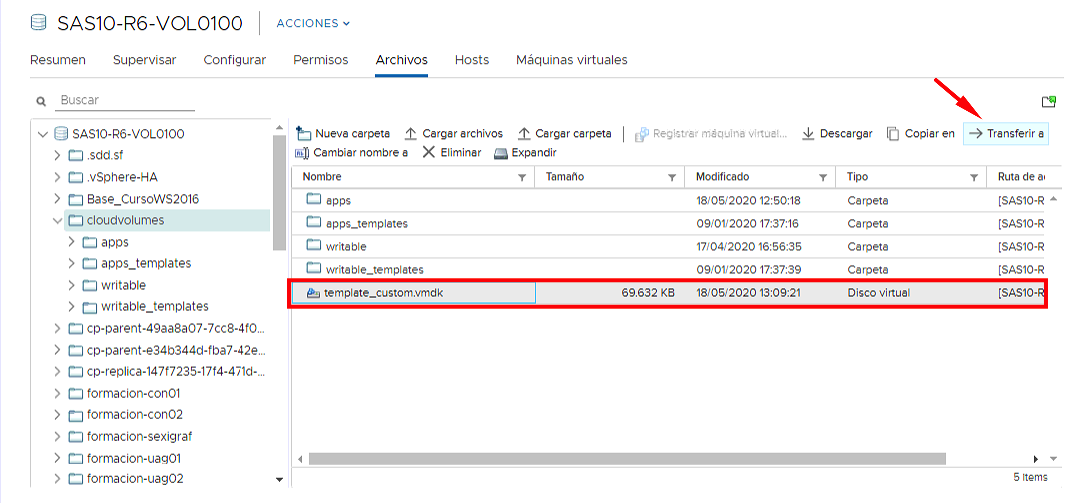 SAS10-R6-VOL0100 ACCIONES
Resumen Supervisar Configurar Permisos Archivos Hosts Máquinas virtuales
Buscar
SAS10-R6-VOL0100
.sdd.sf
.vSphere-HA
Base_CursoWS2016
cloudvolumes
apps
apps_templates
writable
writable_templates
cp-parent-49aa8a07-7cc8-4f0...
cp-parent-e34b344d-fba7-42e...
cp-replica-147f7235-17f4-471d-...
formacion-con01
formacion-con02
formacion-sexigraf
formacion-uag01
formacion-uag02
Nueva carpeta Cargar archivos Cargar carpeta Registrar máquina virtual... Descargar Copiar en Transferir a
Cambiar nombre a Eliminar Expandir
Nombre Tamaño Modificado Tipo Ruta de ac
apps 18/05/2020 12:50:18 Carpeta [SAS10-R
apps_templates 09/01/2020 17:37:16 Carpeta [SAS10-R
writable 17/04/2020 16:56:35 Carpeta [SAS10-R
writable_templates 09/01/2020 17:37:39 Carpeta [SAS10-R
template_custom.vmdk 69.632 KB 18/05/2020 13:09:21 Disco virtual [SAS10-R
5 Items